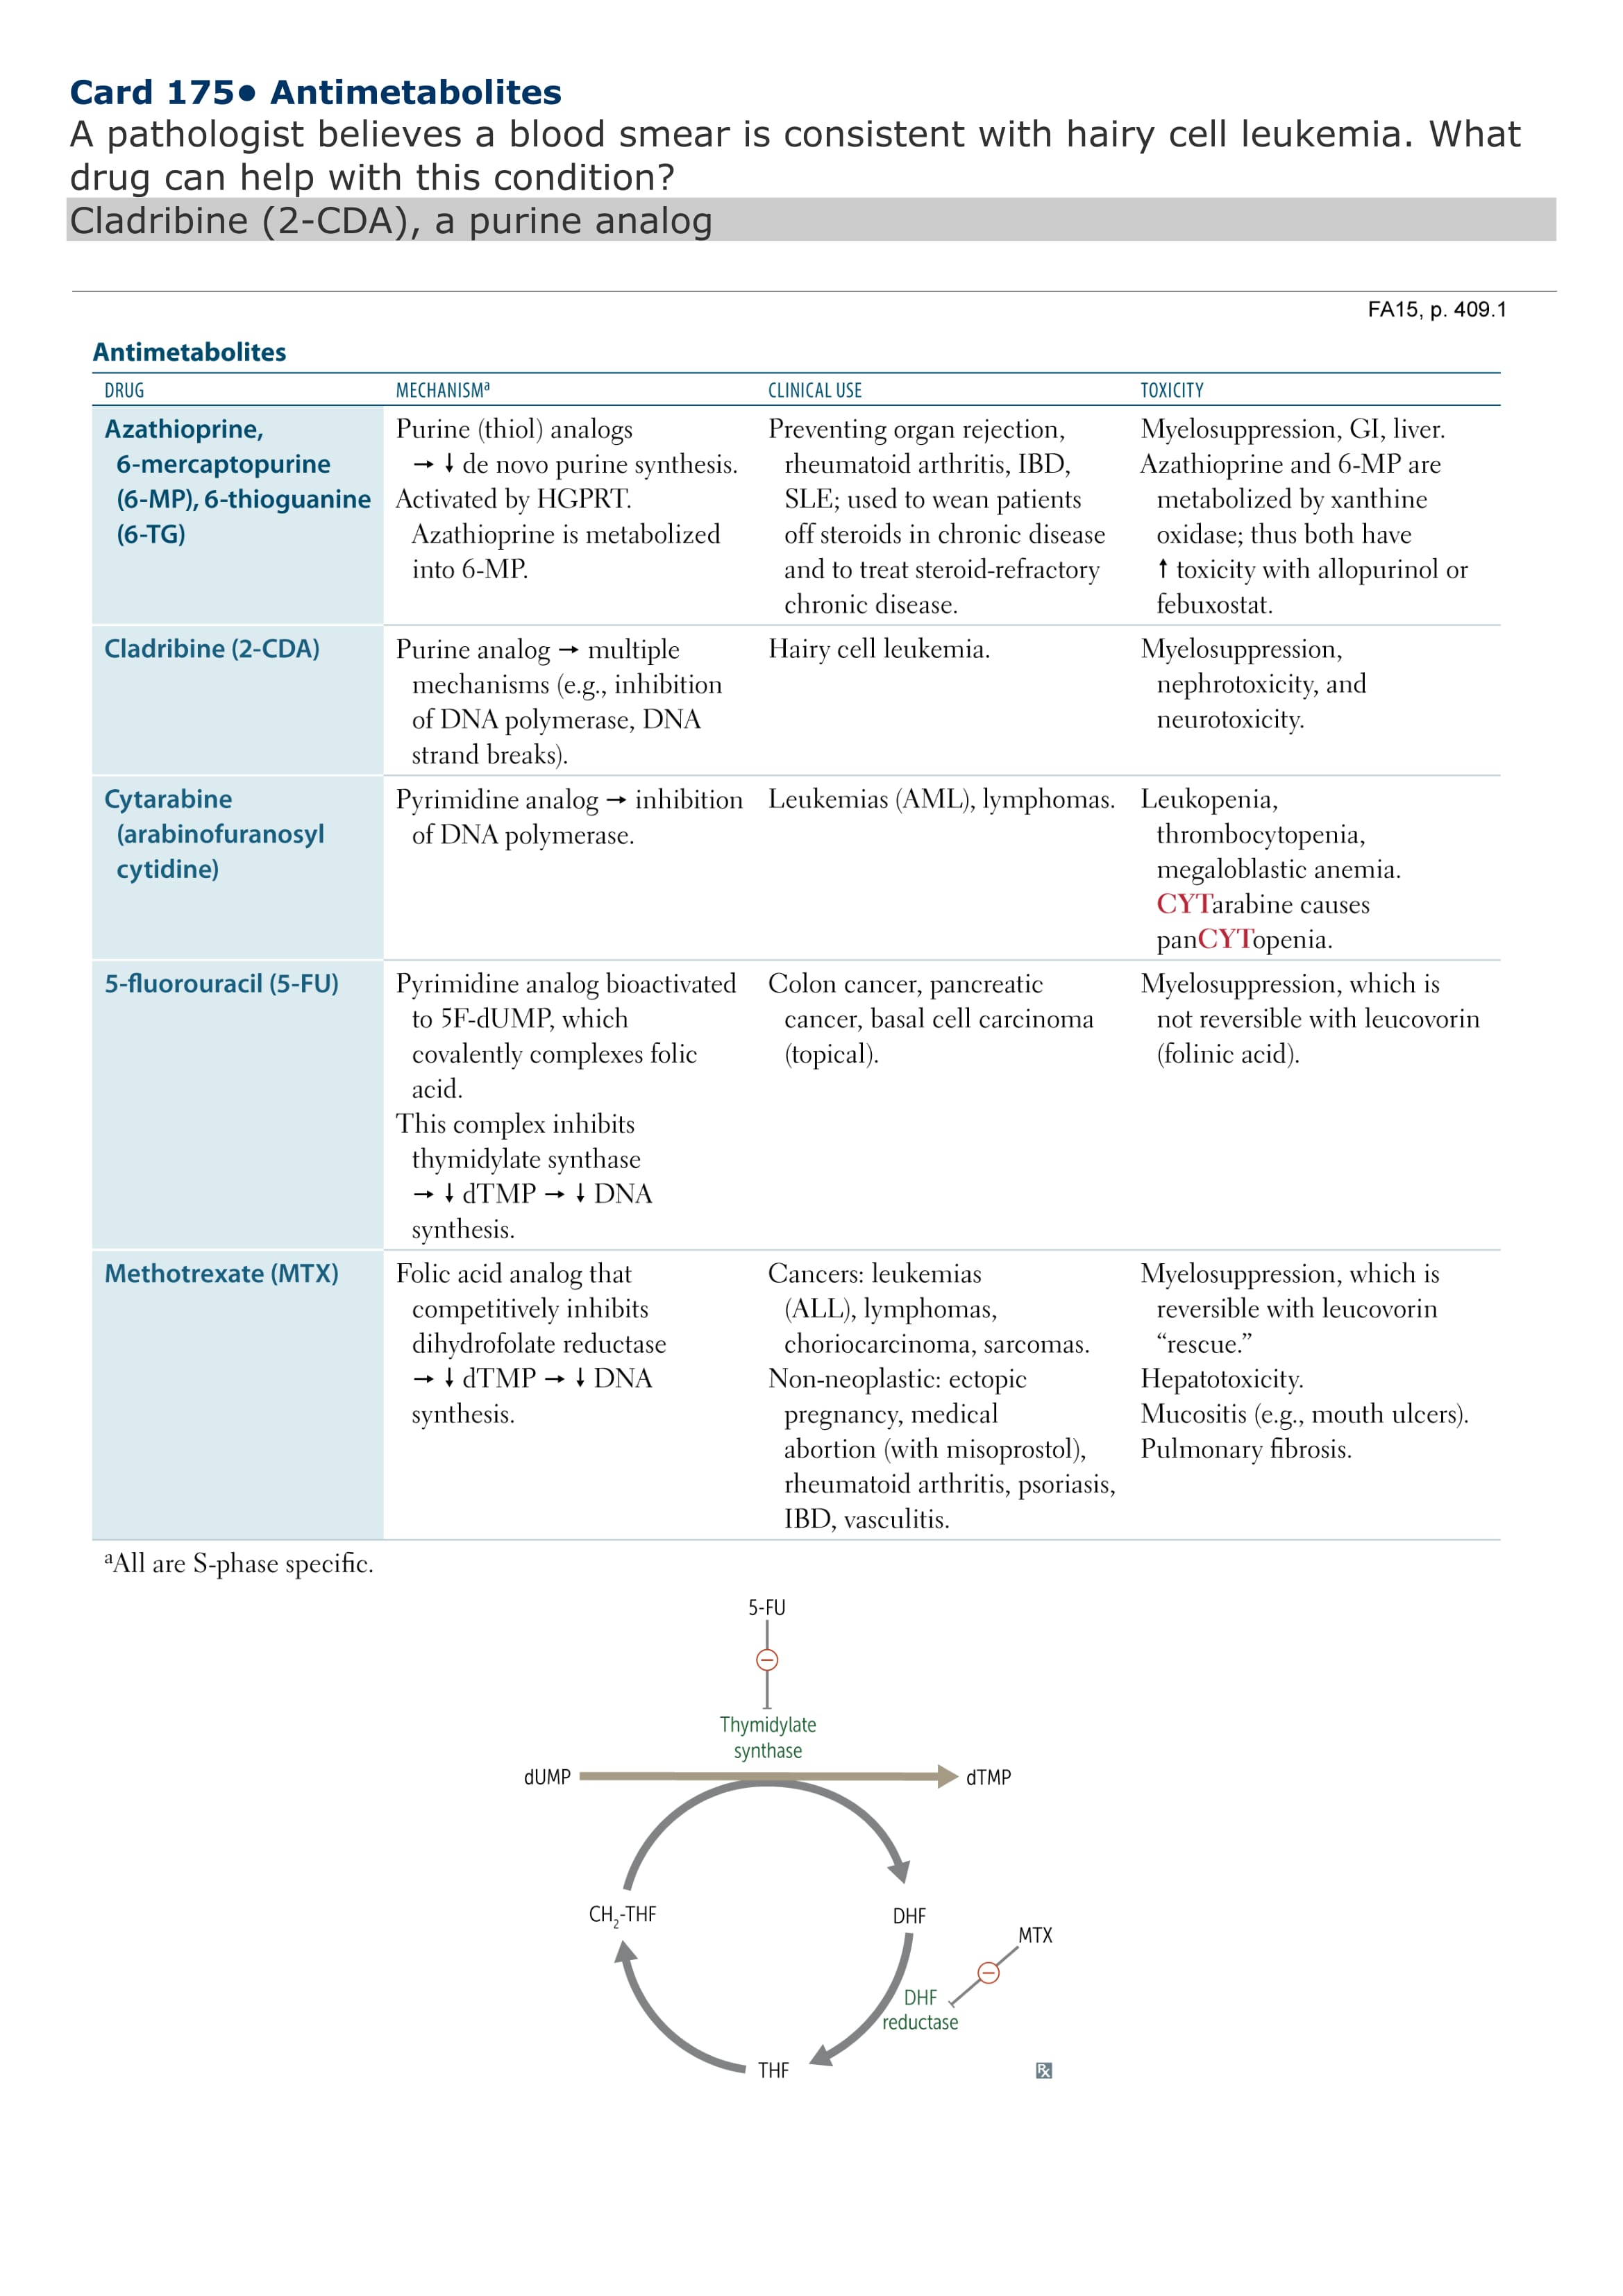 Card 175• Antimetabolites
A pathologist believes a blood smear is consistent with hairy cell leukemia. What
drug can help with this condition?
Cladribine (2-CDA), a purine analog
FA15, p. 409.1
Antimetabolites
DRUG MECHANISMᵃ CLINICAL USE TOXICITY
Azathioprine,
6-mercaptopurine
(6-MP), 6-thioguanine
(6-TG)
Purine (thiol) analogs
→ ↓ de novo purine synthesis.
Activated by HGPRT.
Azathioprine is metabolized
into 6-MP.
Preventing organ rejection,
rheumatoid arthritis, IBD,
SLE; used to wean patients
off steroids in chronic disease
and to treat steroid-refractory
chronic disease.
Myelosuppression, GI, liver.
Azathioprine and 6-MP are
metabolized by xanthine
oxidase; thus both have
↑ toxicity with allopurinol or
febuxostat.
Cladribine (2-CDA)
Purine analog → multiple
mechanisms (e.g., inhibition
of DNA polymerase, DNA
strand breaks).
Hairy cell leukemia.
Myelosuppression,
nephrotoxicity, and
neurotoxicity.
Cytarabine
(arabinofuranosyl
cytidine)
Pyrimidine analog → inhibition
of DNA polymerase.
Leukemias (AML), lymphomas.
Leukopenia,
thrombocytopenia,
megaloblastic anemia.
CYTarabine causes
panCYTopenia.
5-fluorouracil (5-FU)
Pyrimidine analog bioactivated
to 5F-dUMP, which
covalently complexes folic
acid.
This complex inhibits
thymidylate synthase
→ ↓ dTMP → ↓ DNA
synthesis.
Colon cancer, pancreatic
cancer, basal cell carcinoma
(topical).
Myelosuppression, which is
not reversible with leucovorin
(folinic acid).
Methotrexate (MTX)
Folic acid analog that
competitively inhibits
dihydrofolate reductase
→ ↓ dTMP → ↓ DNA
synthesis.
Cancers: leukemias
(ALL), lymphomas,
choriocarcinoma, sarcomas.
Non-neoplastic: ectopic
pregnancy, medical
abortion (with misoprostol),
rheumatoid arthritis, psoriasis,
IBD, vasculitis.
Myelosuppression, which is
reversible with leucovorin
“rescue.”
Hepatotoxicity.
Mucositis (e.g., mouth ulcers).
Pulmonary fibrosis.
ᵃAll are S-phase specific.
5-FU
Thymidylate
synthase
dUMP
dTMP
CH₂-THF
DHF
MTX
DHF
reductase
THF
Rx